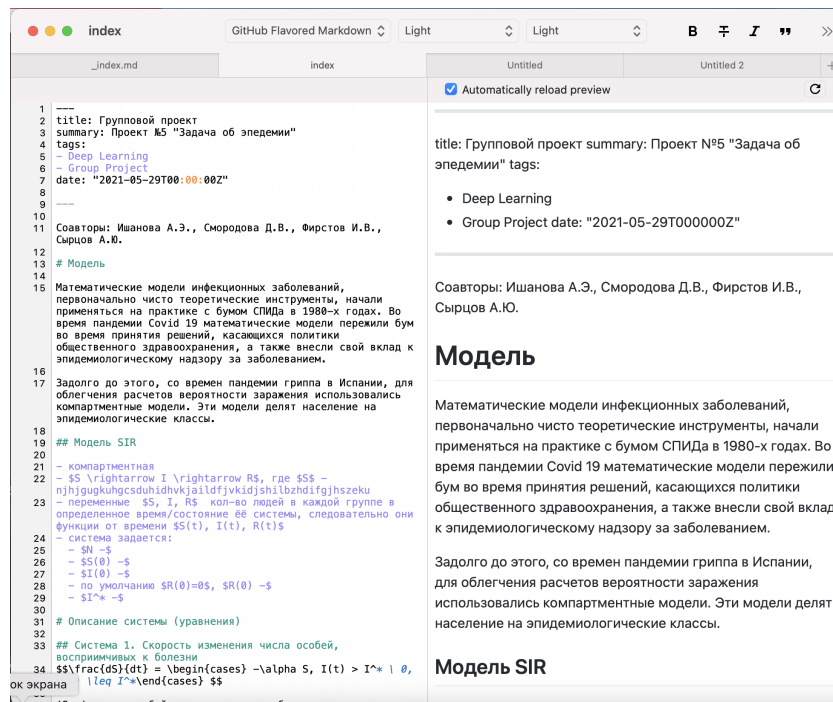 index
GitHub Flavored Markdown
Light
Light
B
T
I
_index.md
index
Untitled
Untitled 2
Automatically reload preview
1 ---
2 title: Групповой проект
3 summary: Проект №5 "Задача об эпедемии"
4 tags:
5 - Deep Learning
6 - Group Project
7 date: "2021-05-29T00:00:00Z"
8
9 ---
10
11 Соавторы: Ишанова А.Э., Смородова Д.В., Фирстов И.В.,
Сырцов А.Ю.
12
13 # Модель
14
15 Математические модели инфекционных заболеваний,
первоначально чисто теоретические инструменты, начали
применяться на практике с бумом СПИДа в 1980-х годах. Во
время пандемии Covid 19 математические модели пережили бум
во время принятия решений, касающихся политики
общественного здравоохранения, а также внесли свой вклад к
эпидемиологическому надзору за заболеванием.
16
17 Задолго до этого, со времен пандемии гриппа в Испании, для
облегчения расчетов вероятности заражения использовались
компартментные модели. Эти модели делят население на
эпидемиологические классы.
18
19 ## Модель SIR
20
21 - компартментная
22 - $S \rightarrow I \rightarrow R$, где $S$ -
njhjgugkuhgcsduhidhvkjaildfjvkidjshilbzhdifgjhszeku
23 - переменные  $S, I, R$  кол-во людей в каждой группе в
определенное время/состояние ёё системы, следовательно они
функции от времени $S(t), I(t), R(t)$
24 - система задается:
25 - $N -$
26 - $S(0) -$
27 - $I(0) -$
28 - по умолчанию $R(0)=0$, $R(0) -$
29 - $I^* -$
30
31 # Описание системы (уравнения)
32
33 ## Система 1. Скорость изменения числа особей,
восприимчивых к болезни
34 $$\frac{dS}{dt} = \begin{cases} -\alpha S, I(t) > I^* \ 0,
\leq I^*\end{cases} $$
ок экрана
title: Групповой проект summary: Проект №5 "Задача об
эпедемии" tags:
• Deep Learning
• Group Project date: "2021-05-29T000000Z"
Соавторы: Ишанова А.Э., Смородова Д.В., Фирстов И.В.,
Сырцов А.Ю.
Модель
Математические модели инфекционных заболеваний,
первоначально чисто теоретические инструменты, начали
применяться на практике с бумом СПИДа в 1980-х годах. Во
время пандемии Covid 19 математические модели пережили
бум во время принятия решений, касающихся политики
общественного здравоохранения, а также внесли свой вклад
к эпидемиологическому надзору за заболеванием.
Задолго до этого, со времен пандемии гриппа в Испании,
для облегчения расчетов вероятности заражения
использовались компартментные модели. Эти модели делят
население на эпидемиологические классы.
Модель SIR